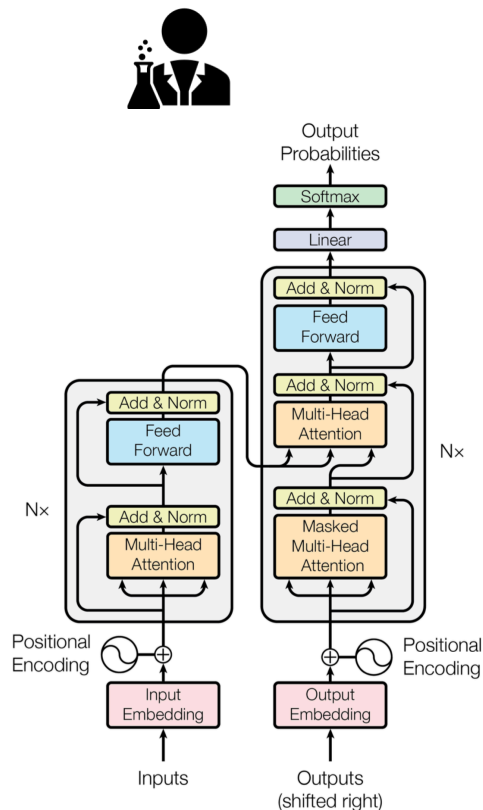 Output
Probabilities
Softmax
Linear
Add & Norm
Feed
Forward
Add & Norm
Multi-Head
Attention
Nx
Add & Norm
Masked
Multi-Head
Attention
Add & Norm
Feed
Forward
Nx
Add & Norm
Multi-Head
Attention
Positional
Encoding
Positional
Encoding
Input
Embedding
Output
Embedding
Inputs
Outputs
(shifted right)